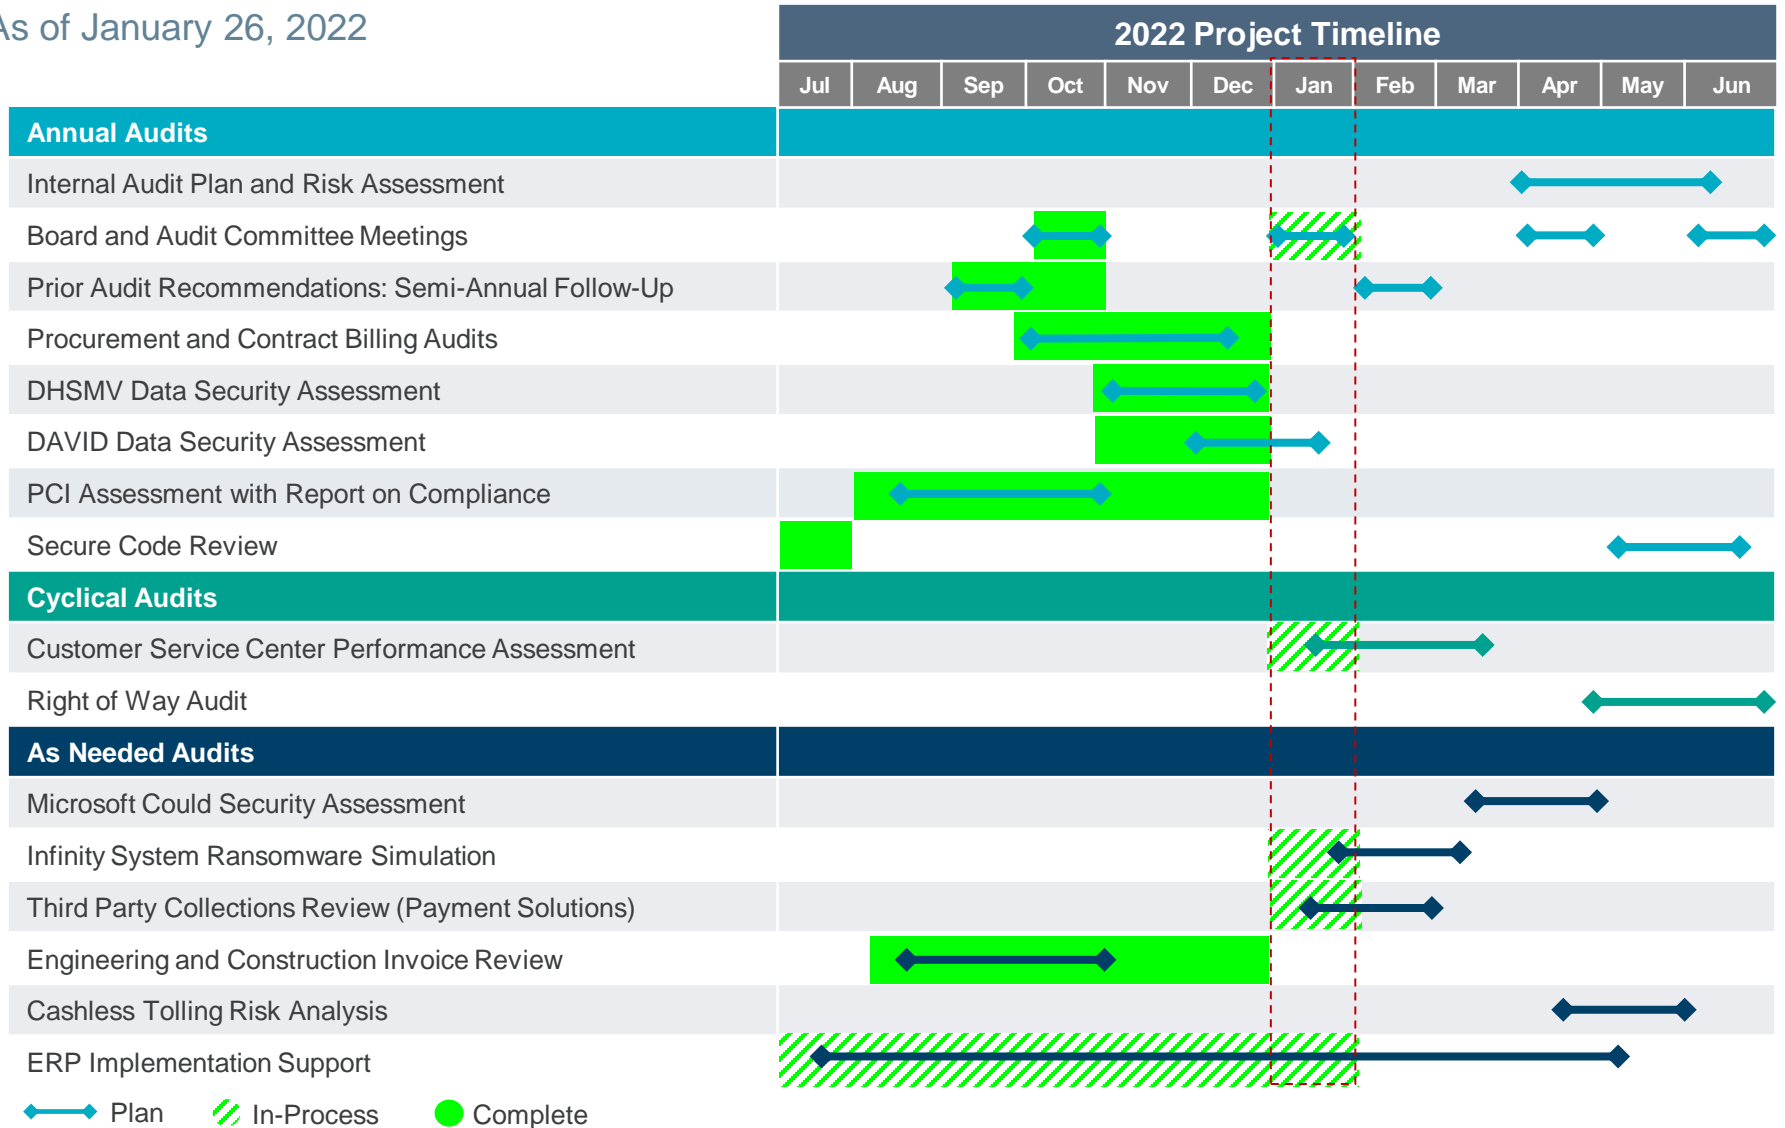 As of January 26, 2022
2022 Project Timeline
Jul Aug Sep Oct Nov Dec Jan Feb Mar Apr May Jun
Annual Audits
Internal Audit Plan and Risk Assessment
Board and Audit Committee Meetings
Prior Audit Recommendations: Semi-Annual Follow-Up
Procurement and Contract Billing Audits
DHSMV Data Security Assessment
DAVID Data Security Assessment
PCI Assessment with Report on Compliance
Secure Code Review
Cyclical Audits
Customer Service Center Performance Assessment
Right of Way Audit
As Needed Audits
Microsoft Could Security Assessment
Infinity System Ransomware Simulation
Third Party Collections Review (Payment Solutions)
Engineering and Construction Invoice Review
Cashless Tolling Risk Analysis
ERP Implementation Support
Plan In-Process Complete